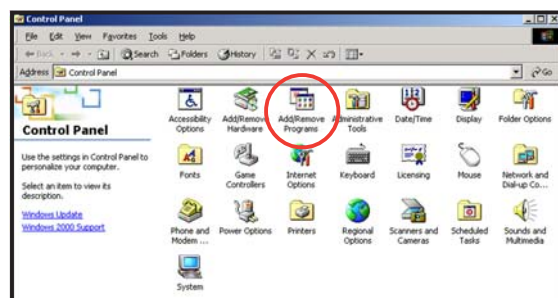 Control Panel
File Edit View Favorites Tools Help
Back Search Folders History
Address Control Panel Go
Control Panel
Use the settings in Control Panel to
personalize your computer.
Select an item to view its
description.
Windows Update
Windows 2000 Support
Accessibility Options
Add/Remove Hardware
Add/Remove Programs
Administrative Tools
Date/Time
Display
Folder Options
Fonts
Game Controllers
Internet Options
Keyboard
Licensing
Mouse
Network and Dial-up Co...
Phone and Modem ...
Power Options
Printers
Regional Options
Scanners and Cameras
Scheduled Tasks
Sounds and Multimedia
System